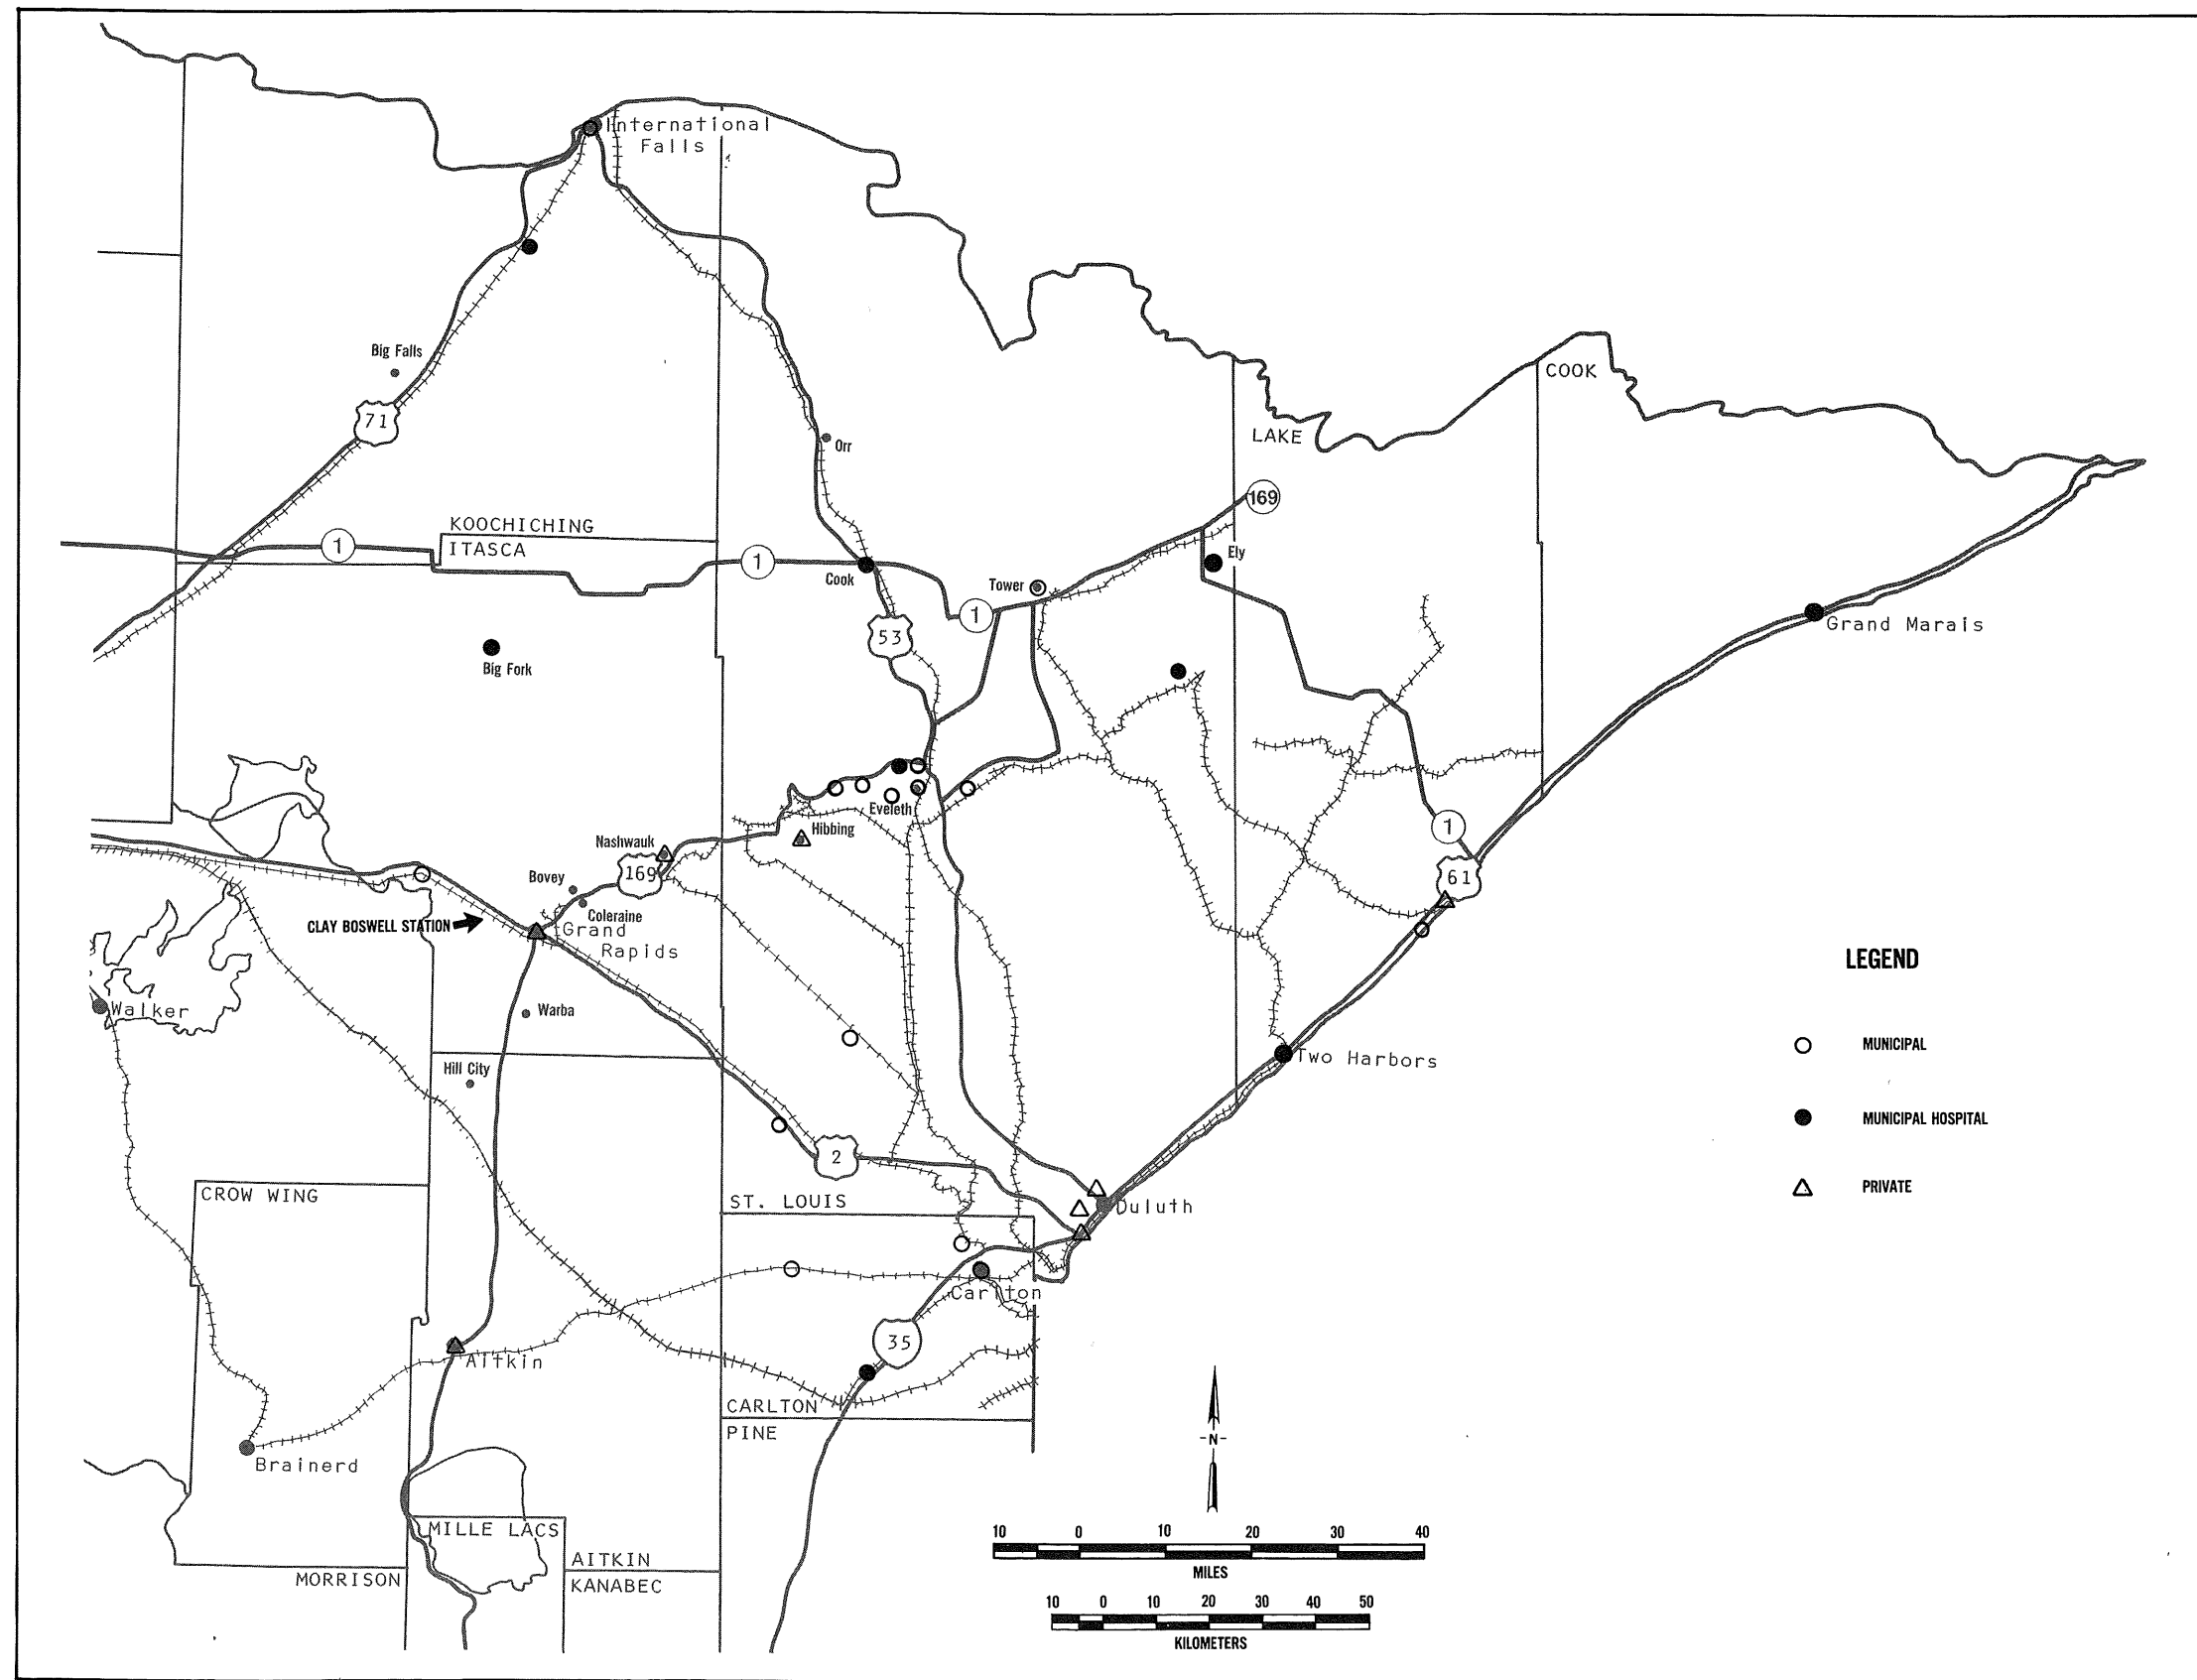 International
Falls
Big Falls
71
Orr
COOK
LAKE
169
KOOCHICHING
ITASCA
1
1
Cook
Ely
Tower
1
53
Grand Marais
Big Fork
Eveleth
Hibbing
Nashwauk
169
1
61
Bovey
Coleraine
CLAY BOSWELL STATION
Grand
Rapids
Walker
Warba
Hill City
Two Harbors
2
CROW WING
ST. LOUIS
Duluth
Carlton
35
Aitkin
CARLTON
PINE
Brainerd
MILLE LACS
AITKIN
MORRISON
KANABEC
LEGEND
MUNICIPAL
MUNICIPAL HOSPITAL
PRIVATE
-N-
10 0 10 20 30 40
MILES
10 0 10 20 30 40 50
KILOMETERS